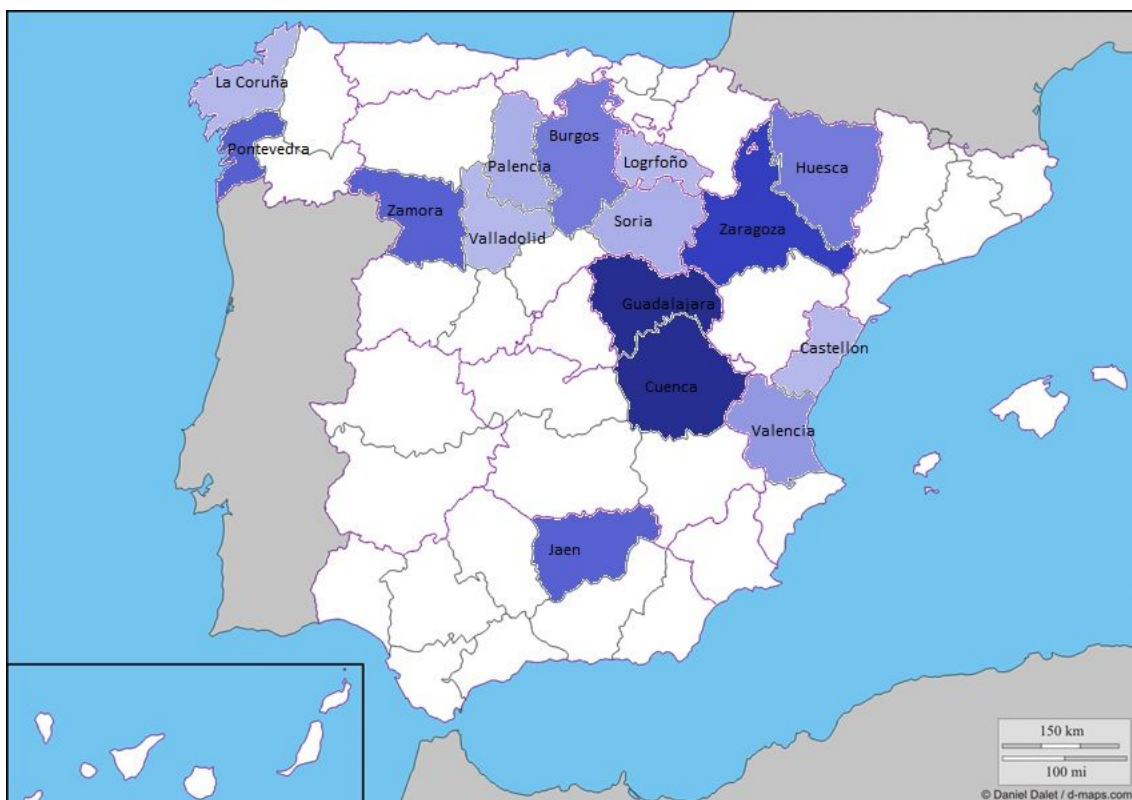 La Coruña
Burgos
Pontevedra
Palencia
Logrfoño
Huesca
Zamora
Soria
Zaragoza
Valladolid
Guadalajara
Castellon
Cuenca
Valencia
Jaen
150 km
100 mi
© Daniel Dalet / d-maps.com